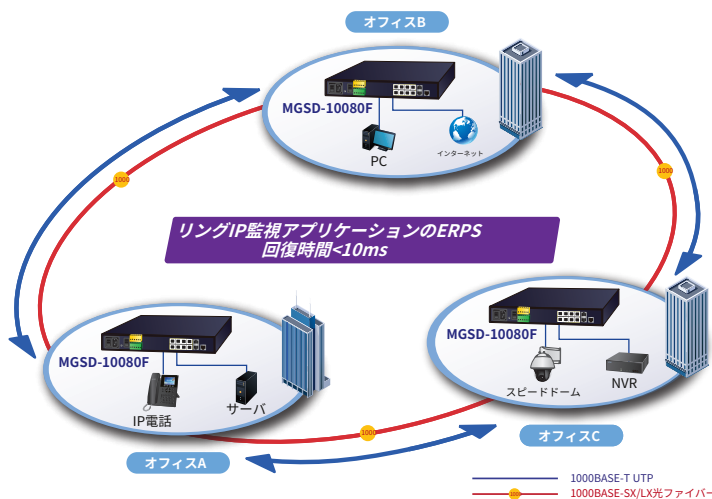 オフィスB
MGSD-10080F
PC
インターネット
1000
1000
リングIP監視アプリケーションのERPS
回復時間<10ms
MGSD-10080F
IP電話
サーバ
MGSD-10080F
スピードドーム
NVR
1000
オフィスA
オフィスC
1000BASE-T UTP
1000
1000BASE-SX/LX光ファイバー